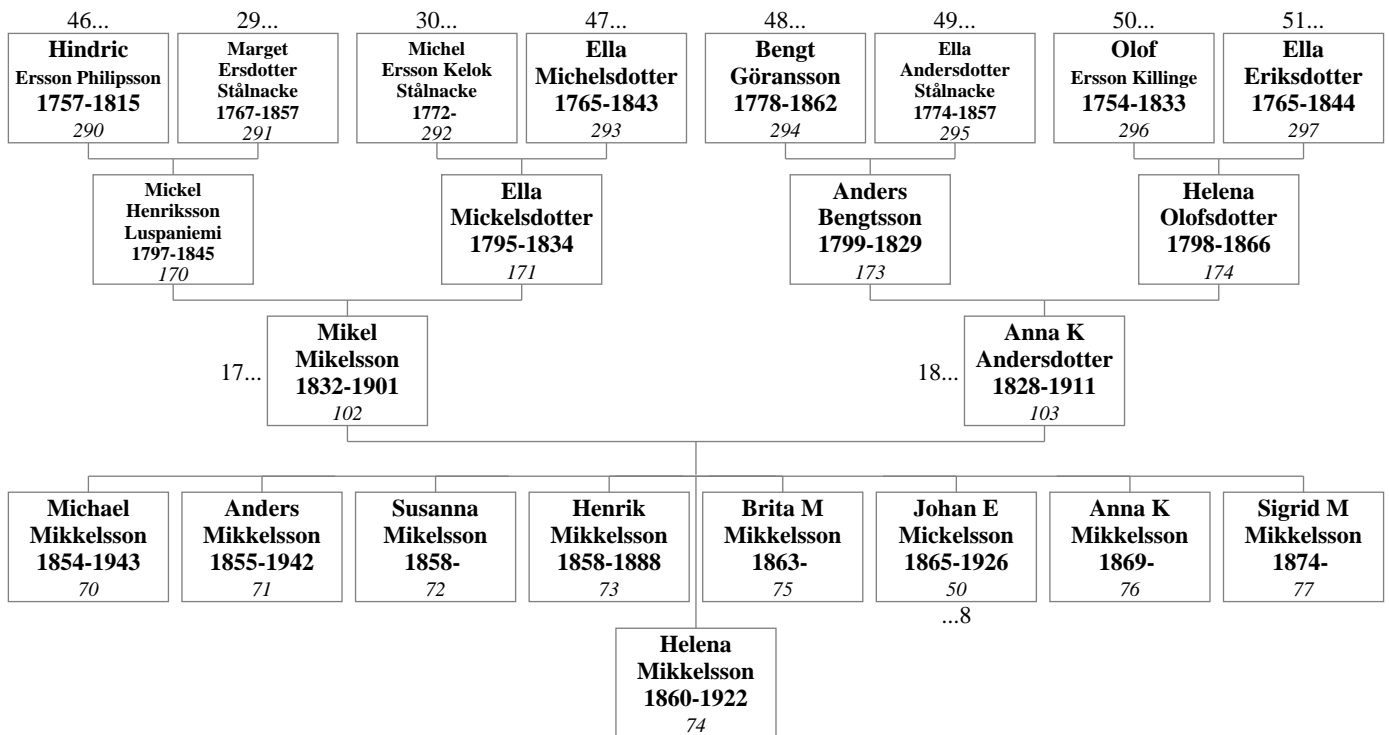 46...
29...
30...
47...
48...
49...
50...
51...
Hindric
Ersson Philipsson
1757-1815
290
Marget
Ersdotter
Stålnacke
1767-1857
291
Michel
Ersson Kelok
Stålnacke
1772-
292
Ella
Michelsdotter
1765-1843
293
Bengt
Göransson
1778-1862
294
Ella
Andersdotter
Stålnacke
1774-1857
295
Olof
Ersson Killinge
1754-1833
296
Ella
Eriksdotter
1765-1844
297
Mickel
Henriksson
Luspaniemi
1797-1845
170
Ella
Mickelsdotter
1795-1834
171
Anders
Bengtsson
1799-1829
173
Helena
Olofsdotter
1798-1866
174
17...
Mikel
Mikelsson
1832-1901
102
18...
Anna K
Andersdotter
1828-1911
103
Michael
Mikkelsson
1854-1943
70
Anders
Mikkelsson
1855-1942
71
Susanna
Mikelsson
1858-
72
Henrik
Mikkelsson
1858-1888
73
Brita M
Mikkelsson
1863-
75
Johan E
Mickelsson
1865-1926
50
...8
Anna K
Mikkelsson
1869-
76
Sigrid M
Mikkelsson
1874-
77
Helena
Mikkelsson
1860-1922
74